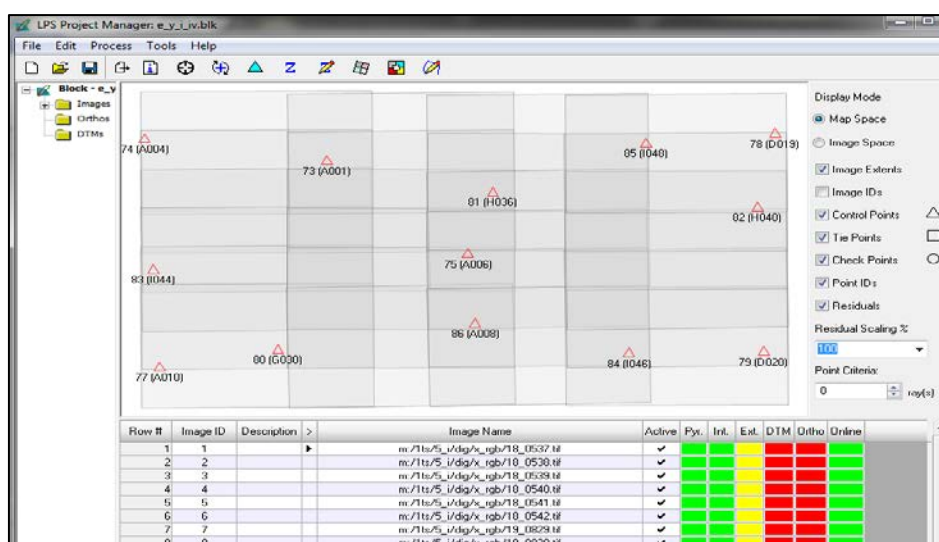 LPS Project Manager: e_y_i_iv.blk
File Edit Process Tools Help
Z Z
Block - e_y
Images
Orthos
DTMs
74 (A004)
73 (A001)
85 (I048)
78 (D019)
81 (H036)
82 (H040)
75 (A006)
83 (I044)
86 (A008)
80 (G030)
84 (I046)
79 (D020)
77 (A010)
Display Mode
Map Space
Image Space
Image Extents
Image IDs
Control Points
Tie Points
Check Points
Point IDs
Residuals
Residual Scaling %
100
Point Criteria:
0 ray(s)
Row # Image ID Description > Image Name Active Pyr. Int. Ext. DTM Ortho Online
1 1 m:/1ts/5_i/dig/x_rgb/18_0537.tif
2 2 m:/1ts/5_i/dig/x_rgb/18_0538.tif
3 3 m:/1ts/5_i/dig/x_rgb/18_0539.tif
4 4 m:/1ts/5_i/dig/x_rgb/18_0540.tif
5 5 m:/1ts/5_i/dig/x_rgb/18_0541.tif
6 6 m:/1ts/5_i/dig/x_rgb/18_0542.tif
7 7 m:/1ts/5_i/dig/x_rgb/19_0829.tif